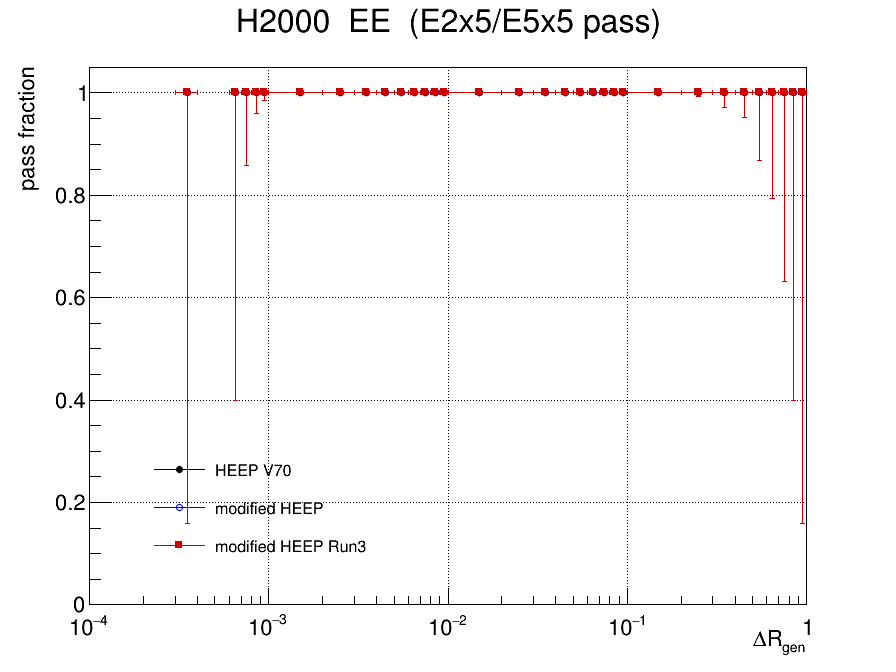 H2000 EE (E2x5/E5x5 pass)
pass fraction
1
0.8
0.6
0.4
0.2
0
HEEP V70
modified HEEP
modified HEEP Run3
10⁻⁴ 10⁻³ 10⁻² 10⁻¹ 1
ΔR_gen